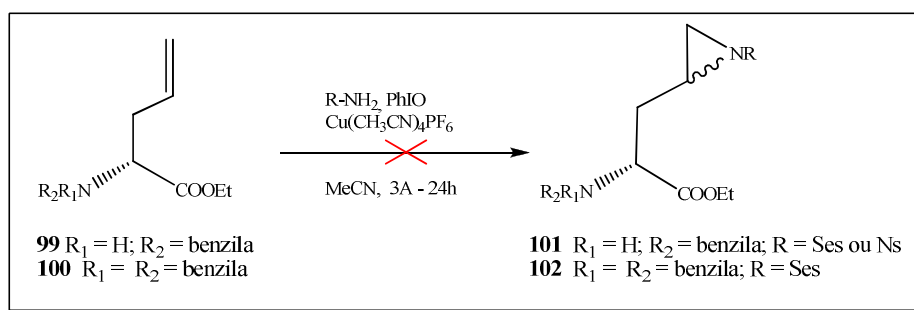 NR
R-NH₂, PhIO
Cu(CH₃CN)₄PF₆
MeCN, 3A - 24h
R₂R₁N
COOEt
R₂R₁N
COOEt
99 R₁ = H; R₂ = benzila
100 R₁ = R₂ = benzila
101 R₁ = H; R₂ = benzila; R = Ses ou Ns
102 R₁ = R₂ = benzila; R = Ses